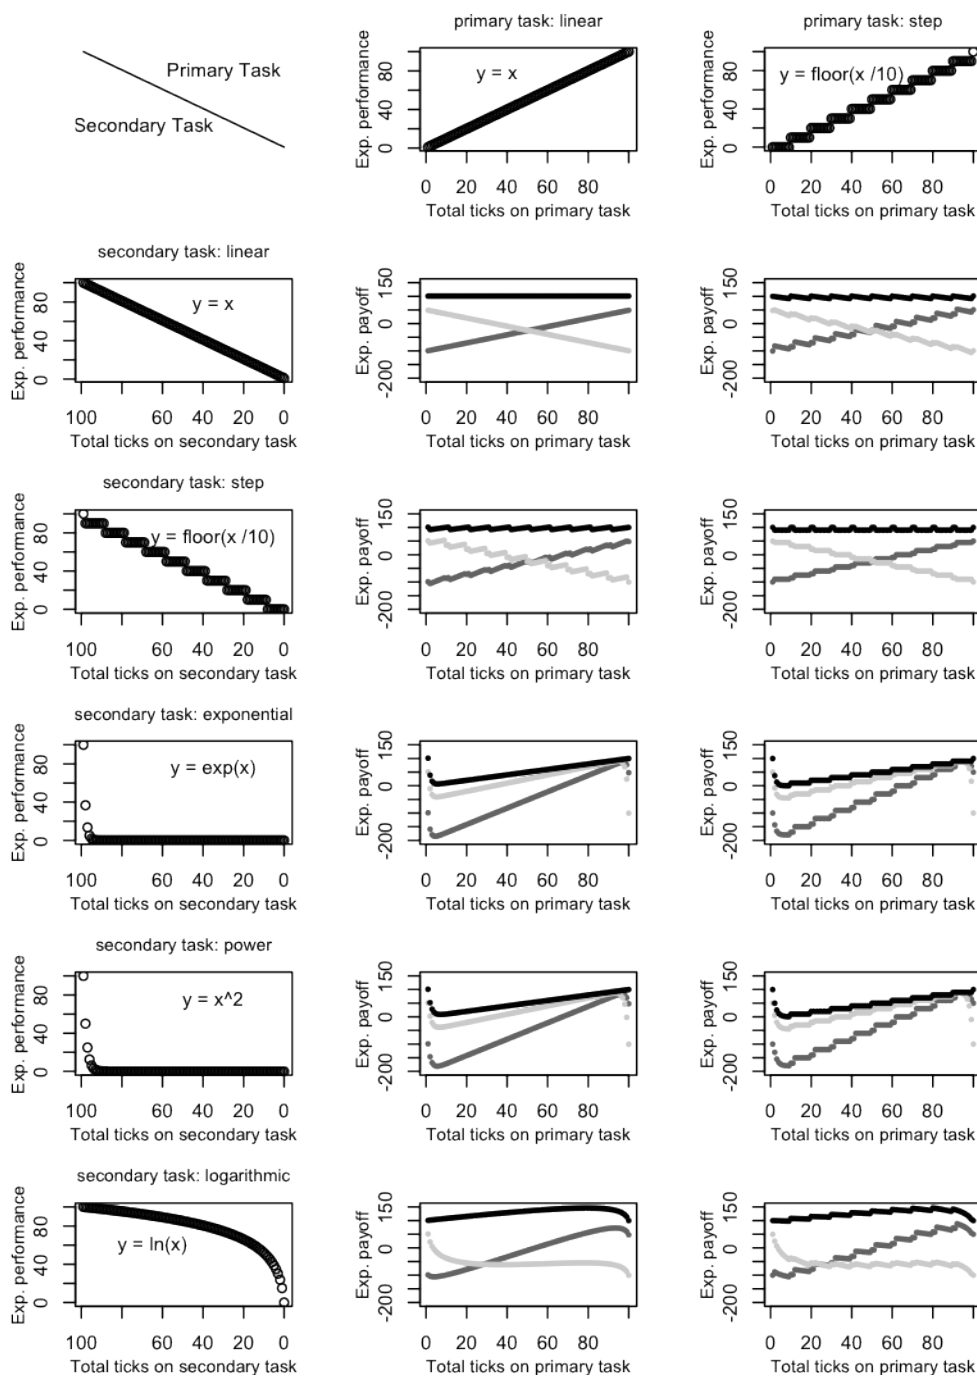 primary task: linear
primary task: step
Primary Task
Secondary Task
Exp. performance
0 40 80
y = x
0 20 40 60 80
Total ticks on primary task
Exp. performance
0 40 80
y = floor(x /10)
0 20 40 60 80
Total ticks on primary task
secondary task: linear
Exp. performance
0 40 80
y = x
100 60 40 20 0
Total ticks on secondary task
Exp. payoff
-200 0 150
0 20 40 60 80
Total ticks on primary task
Exp. payoff
-200 0 150
0 20 40 60 80
Total ticks on primary task
secondary task: step
Exp. performance
0 40 80
y = floor(x /10)
100 60 40 20 0
Total ticks on secondary task
Exp. payoff
-200 0 150
0 20 40 60 80
Total ticks on primary task
Exp. payoff
-200 0 150
0 20 40 60 80
Total ticks on primary task
secondary task: exponential
Exp. performance
0 40 80
y = exp(x)
100 60 40 20 0
Total ticks on secondary task
Exp. payoff
-200 0 150
0 20 40 60 80
Total ticks on primary task
Exp. payoff
-200 0 150
0 20 40 60 80
Total ticks on primary task
secondary task: power
Exp. performance
0 40 80
y = x^2
100 60 40 20 0
Total ticks on secondary task
Exp. payoff
-200 0 150
0 20 40 60 80
Total ticks on primary task
Exp. payoff
-200 0 150
0 20 40 60 80
Total ticks on primary task
secondary task: logarithmic
Exp. performance
0 40 80
y = ln(x)
100 60 40 20 0
Total ticks on secondary task
Exp. payoff
-200 0 150
0 20 40 60 80
Total ticks on primary task
Exp. payoff
-200 0 150
0 20 40 60 80
Total ticks on primary task